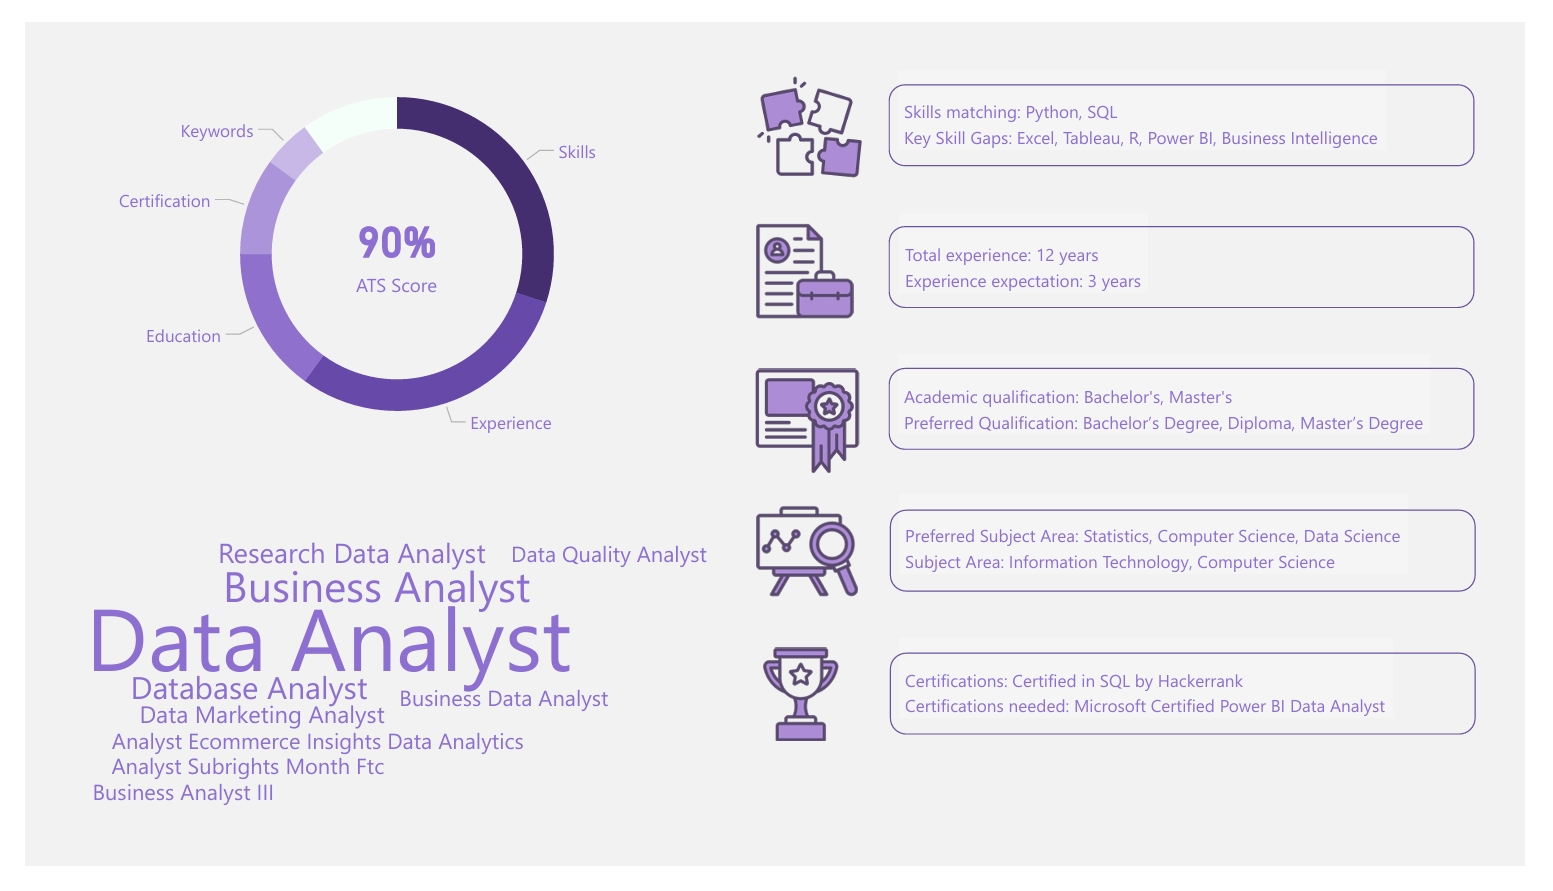 Keywords
Skills
Certification
90%
ATS Score
Education
Experience
Research Data Analyst
Data Quality Analyst
Business Analyst
Data Analyst
Database Analyst
Business Data Analyst
Data Marketing Analyst
Analyst Ecommerce Insights Data Analytics
Analyst Subrights Month Ftc
Business Analyst III
Skills matching: Python, SQL
Key Skill Gaps: Excel, Tableau, R, Power BI, Business Intelligence
Total experience: 12 years
Experience expectation: 3 years
Academic qualification: Bachelor's, Master's
Preferred Qualification: Bachelor’s Degree, Diploma, Master’s Degree
Preferred Subject Area: Statistics, Computer Science, Data Science
Subject Area: Information Technology, Computer Science
Certifications: Certified in SQL by Hackerrank
Certifications needed: Microsoft Certified Power BI Data Analyst